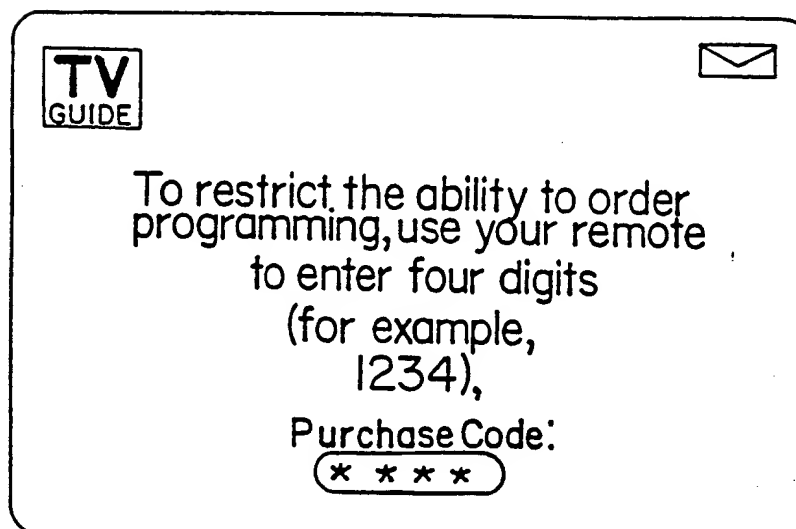 TV
GUIDE
To restrict the ability to order
programming, use your remote
to enter four digits
(for example,
1234),
Purchase Code:
* * * *